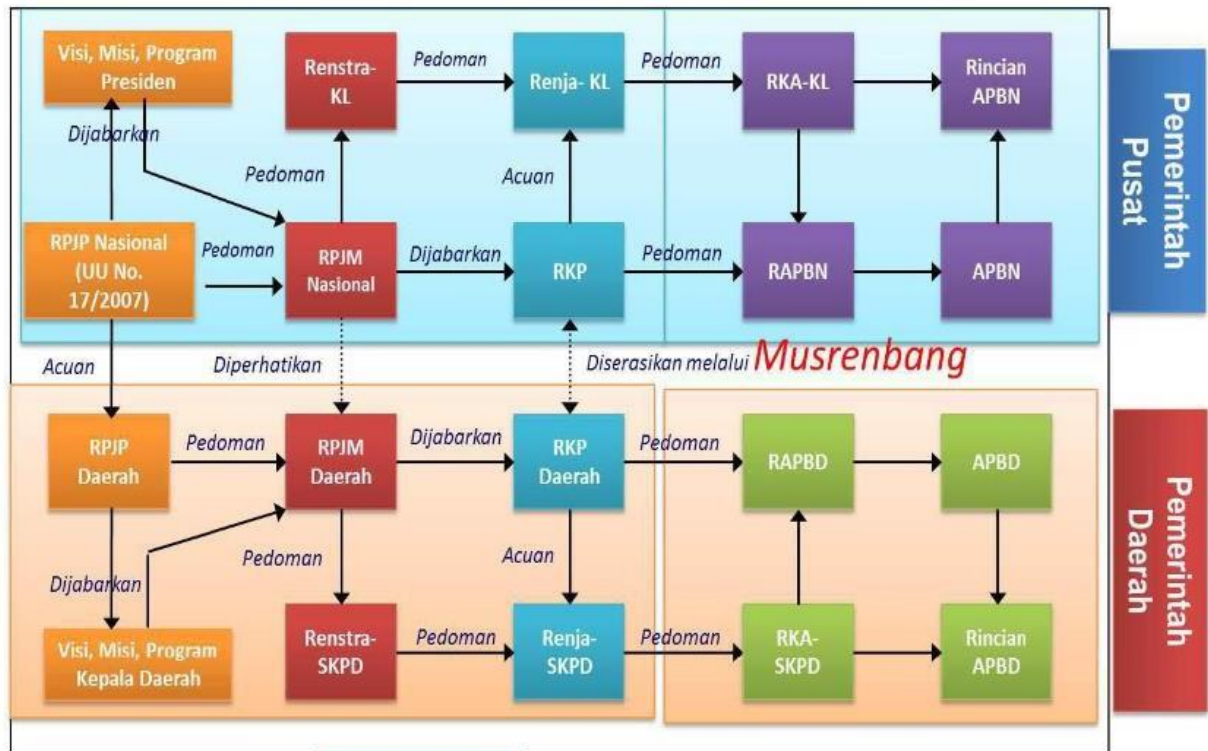 Visi, Misi, Program
Presiden
Renstra-
KL
Pedoman
Renja- KL
Pedoman
RKA-KL
Rincian
APBN
Dijabarkan
Pedoman
Acuan
RPJP Nasional
(UU No.
17/2007)
Pedoman
RPJM
Nasional
Dijabarkan
RKP
Pedoman
RAPBN
APBN
Pemerintah
Pusat
Acuan
Diperhatikan
Diserasikan melalui Musrenbang
RPJP
Daerah
Pedoman
RPJM
Daerah
Dijabarkan
RKP
Daerah
Pedoman
RAPBD
APBD
Dijabarkan
Pedoman
Acuan
Visi, Misi, Program
Kepala Daerah
Renstra-
SKPD
Pedoman
Renja-
SKPD
Pedoman
RKA-
SKPD
Rincian
APBD
Pemerintah
Daerah